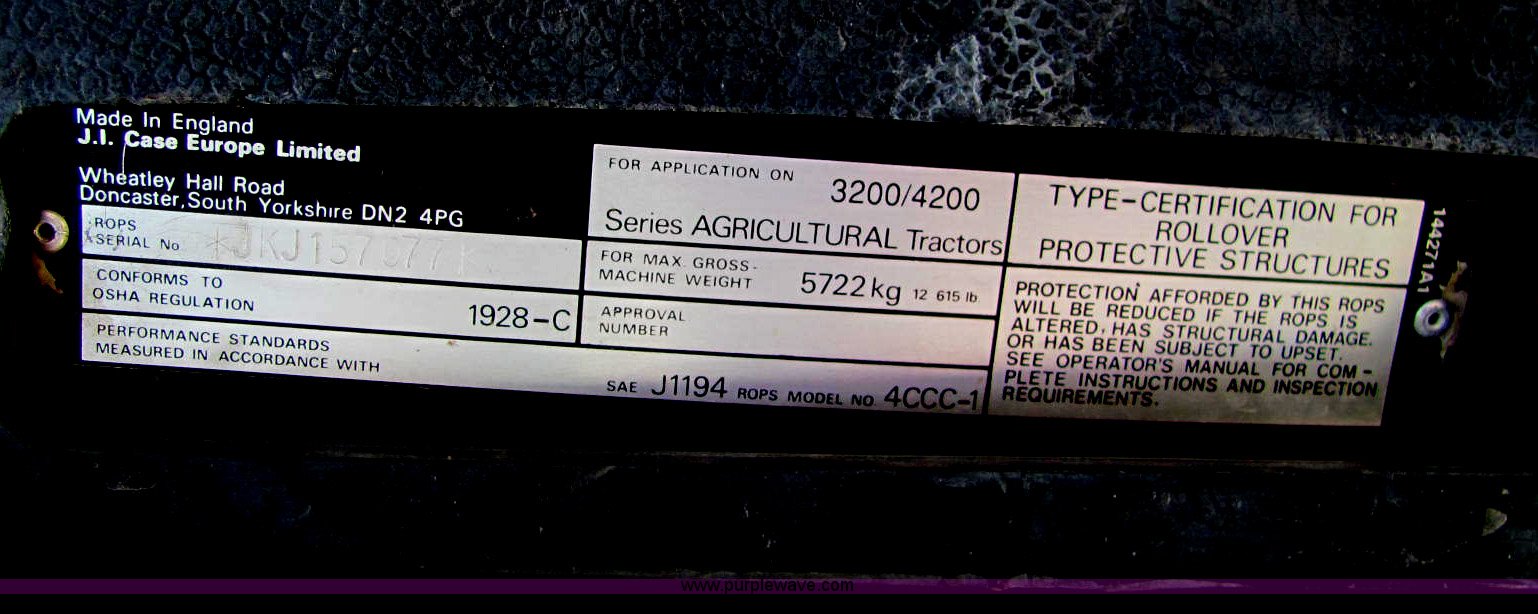 Made In England
J.I. Case Europe Limited
Wheatley Hall Road
Doncaster, South Yorkshire DN2 4PG
ROPS
SERIAL No
CONFORMS TO
OSHA REGULATION 1928-C
PERFORMANCE STANDARDS
MEASURED IN ACCORDANCE WITH
SAE J1194 ROPS MODEL NO. 4CCC-1
FOR APPLICATION ON 3200/4200
Series AGRICULTURAL Tractors
FOR MAX. GROSS-
MACHINE WEIGHT 5722 kg 12 615 lb
APPROVAL
NUMBER
TYPE-CERTIFICATION FOR
ROLLOVER
PROTECTIVE STRUCTURES
PROTECTION AFFORDED BY THIS ROPS
WILL BE REDUCED IF THE ROPS IS
ALTERED, HAS STRUCTURAL DAMAGE.
OR HAS BEEN SUBJECT TO UPSET.
SEE OPERATOR'S MANUAL FOR COM-
PLETE INSTRUCTIONS AND INSPECTION
REQUIREMENTS.
144271A1
www.purplewave.com